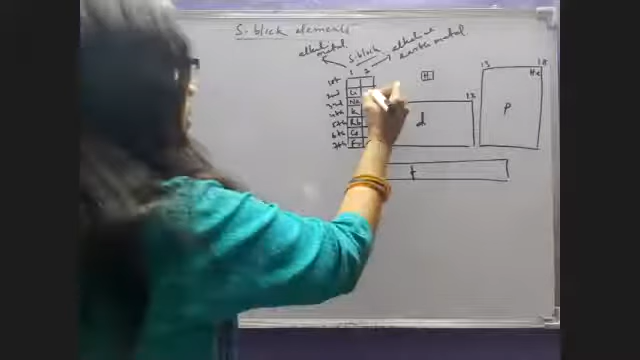 S-block elements
alkali metal
S-block
alkaline earth metal
1 2
13 18
1st
H
He
2nd Li
3rd Na
12
4th K
d
p
5th Rb
6th Cs
7th Fr
f